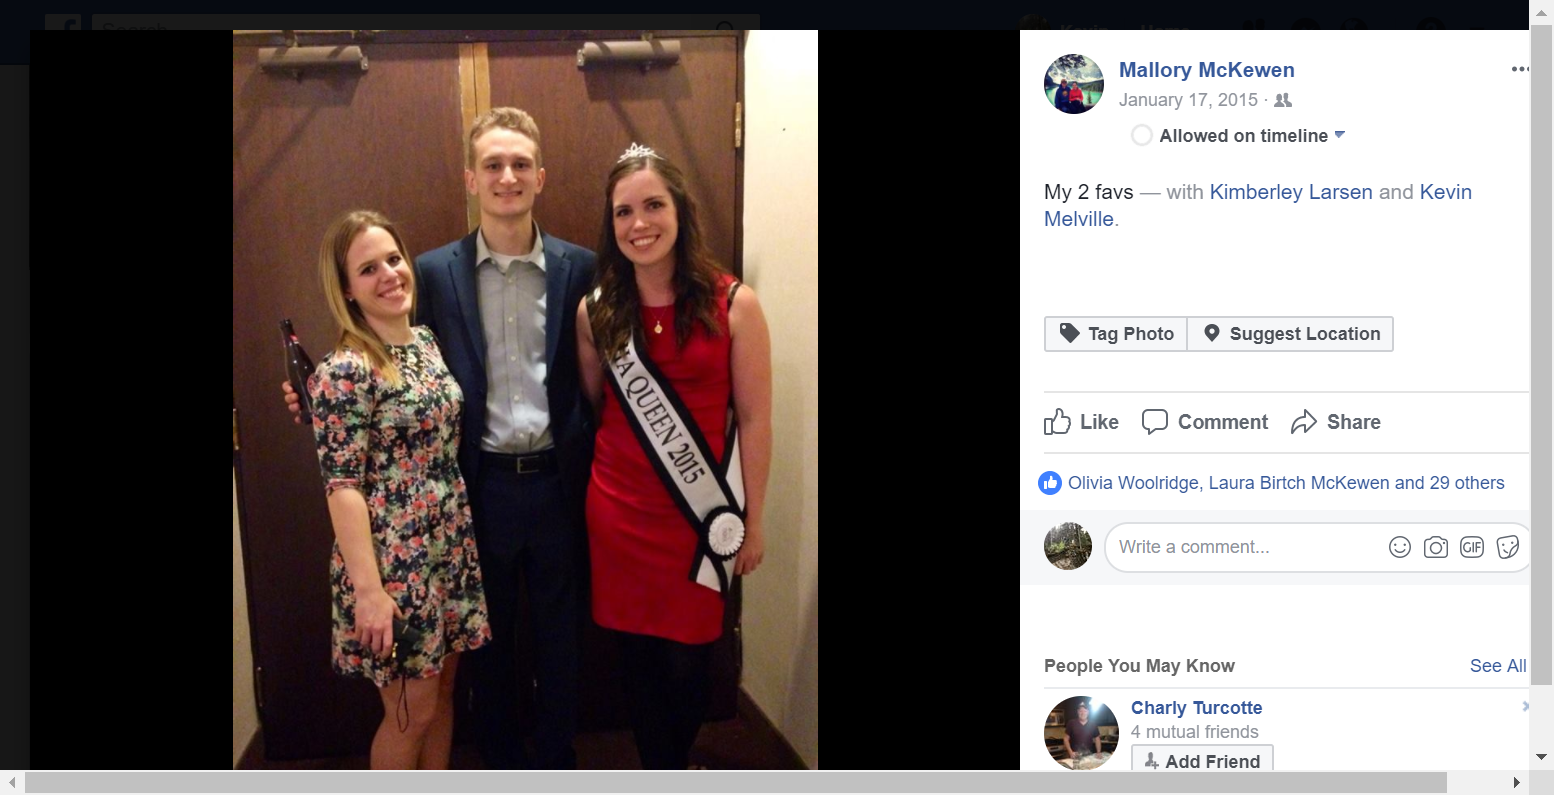 Search
Mallory McKewen
January 17, 2015 ·
Allowed on timeline
My 2 favs — with Kimberley Larsen and Kevin
Melville.
A QUEEN 2015
Tag Photo
Suggest Location
Like
Comment
Share
Olivia Woolridge, Laura Birtch McKewen and 29 others
Write a comment...
GIF
People You May Know
See All
Charly Turcotte
4 mutual friends
Add Friend